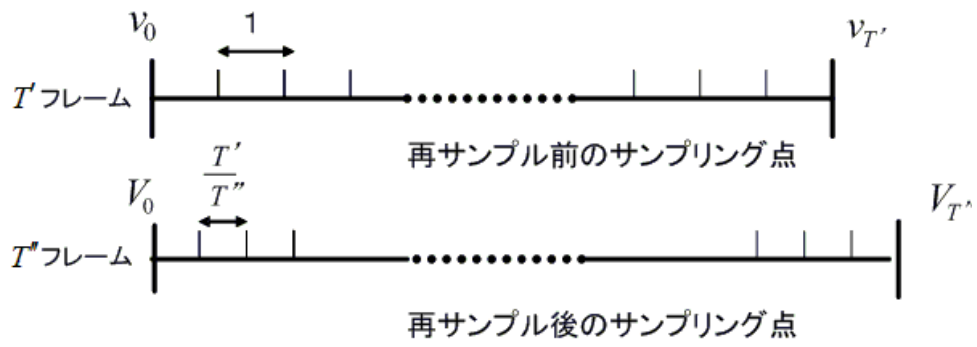 v₀
1
v_T′
T′フレーム
再サンプル前のサンプリング点
T′
T″
V₀
V_T″
T″フレーム
再サンプル後のサンプリング点